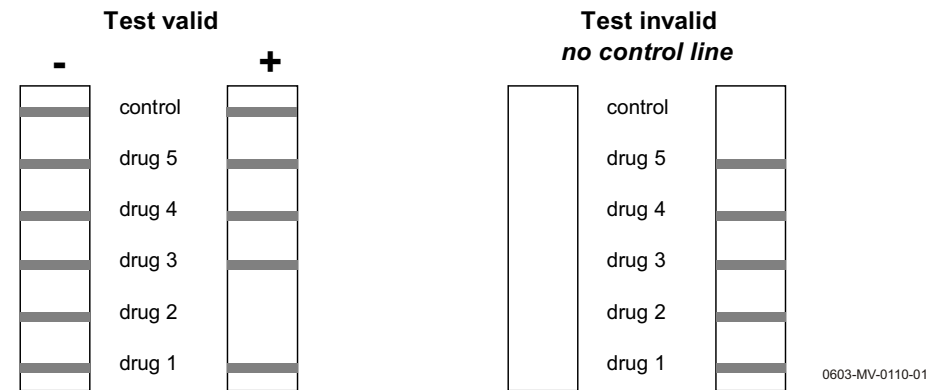 Test valid
Test invalid
no control line
-
+
control
control
drug 5
drug 5
drug 4
drug 4
drug 3
drug 3
drug 2
drug 2
drug 1
drug 1
0603-MV-0110-01